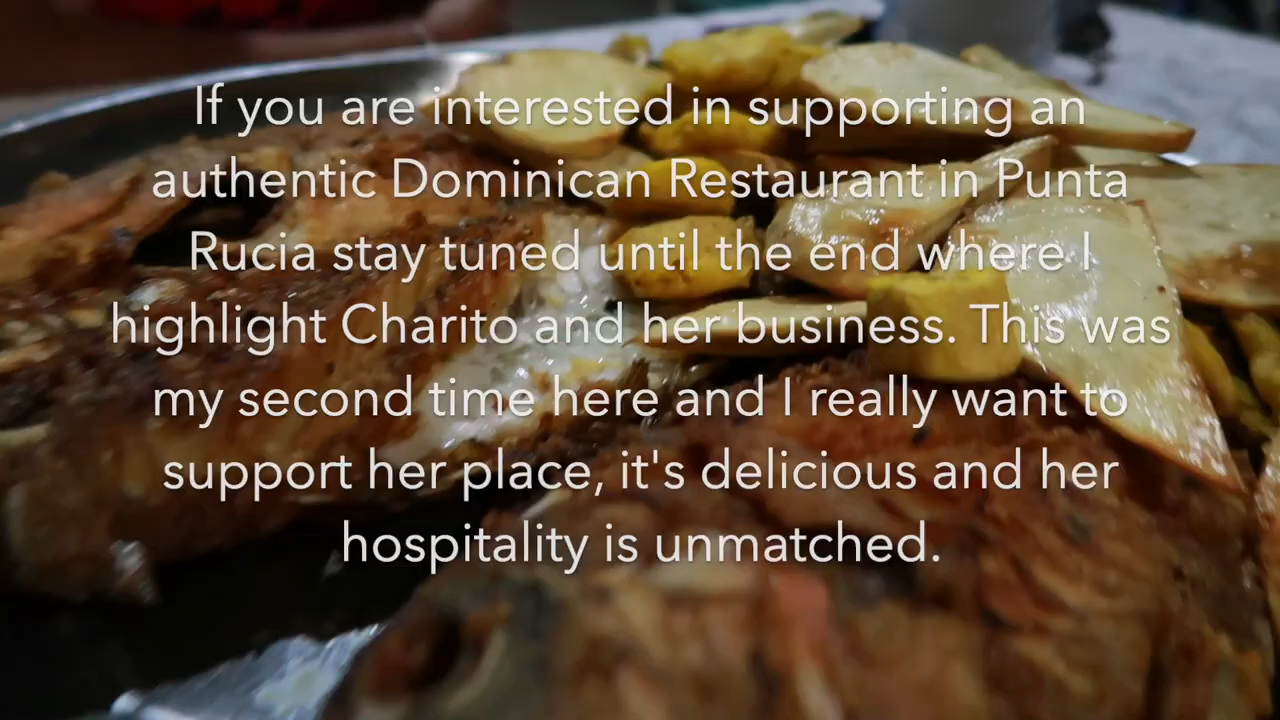 If you are interested in supporting an
authentic Dominican Restaurant in Punta
Rucia stay tuned until the end where I
highlight Charito and her business. This was
my second time here and I really want to
support her place, it's delicious and her
hospitality is unmatched.